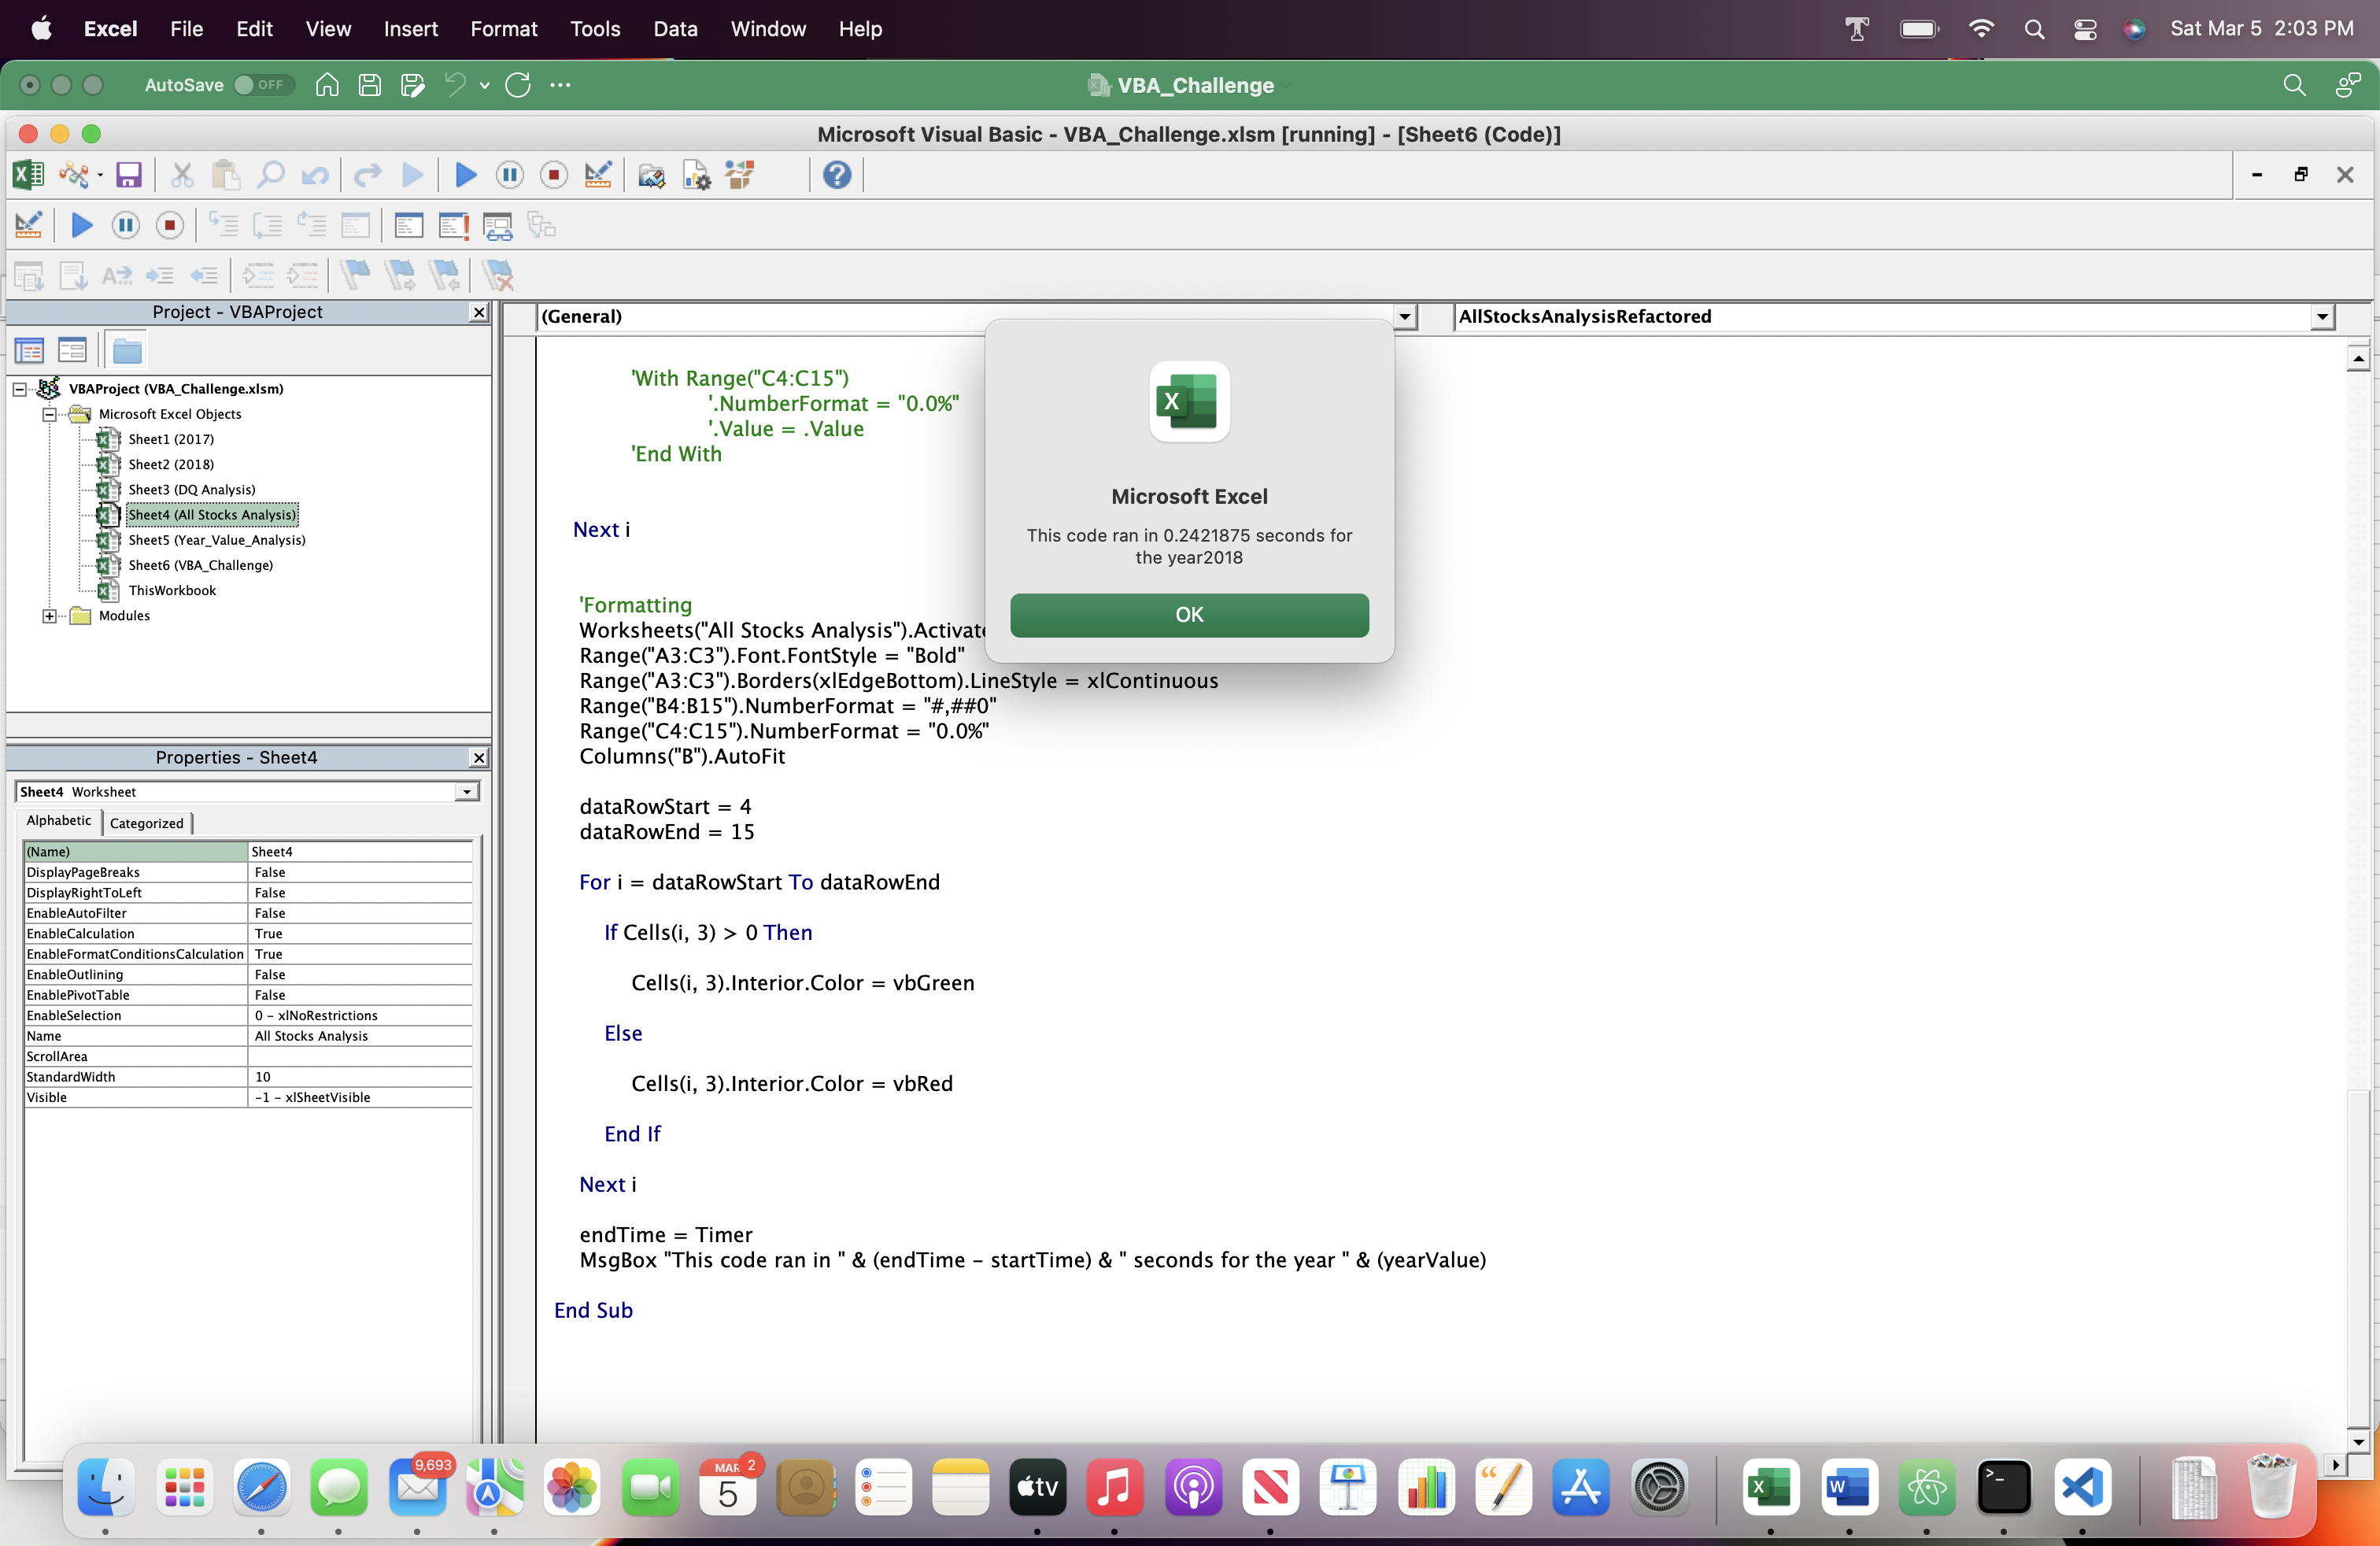 Excel File Edit View Insert Format Tools Data Window Help Sat Mar 5 2:03 PM
AutoSave OFF VBA_Challenge
Microsoft Visual Basic - VBA_Challenge.xlsm [running] - [Sheet6 (Code)]
Project - VBAProject
(General) AllStocksAnalysisRefactored
VBAProject (VBA_Challenge.xlsm)
Microsoft Excel Objects
Sheet1 (2017)
Sheet2 (2018)
Sheet3 (DQ Analysis)
Sheet4 (All Stocks Analysis)
Sheet5 (Year_Value_Analysis)
Sheet6 (VBA_Challenge)
ThisWorkbook
Modules
Properties - Sheet4
Sheet4 Worksheet
Alphabetic Categorized
(Name) Sheet4
DisplayPageBreaks False
DisplayRightToLeft False
EnableAutoFilter False
EnableCalculation True
EnableFormatConditionsCalculation True
EnableOutlining False
EnablePivotTable False
EnableSelection 0 - xlNoRestrictions
Name All Stocks Analysis
ScrollArea
StandardWidth 10
Visible -1 - xlSheetVisible
'With Range("C4:C15")
'.NumberFormat = "0.0%"
'.Value = .Value
'End With
Next i
'Formatting
Worksheets("All Stocks Analysis").Activate
Range("A3:C3").Font.FontStyle = "Bold"
Range("A3:C3").Borders(xlEdgeBottom).LineStyle = xlContinuous
Range("B4:B15").NumberFormat = "#,##0"
Range("C4:C15").NumberFormat = "0.0%"
Columns("B").AutoFit
dataRowStart = 4
dataRowEnd = 15
For i = dataRowStart To dataRowEnd
If Cells(i, 3) > 0 Then
Cells(i, 3).Interior.Color = vbGreen
Else
Cells(i, 3).Interior.Color = vbRed
End If
Next i
endTime = Timer
MsgBox "This code ran in " & (endTime - startTime) & " seconds for the year " & (yearValue)
End Sub
Microsoft Excel
This code ran in 0.2421875 seconds for
the year2018
OK
9,693
MAR 2
5
tv